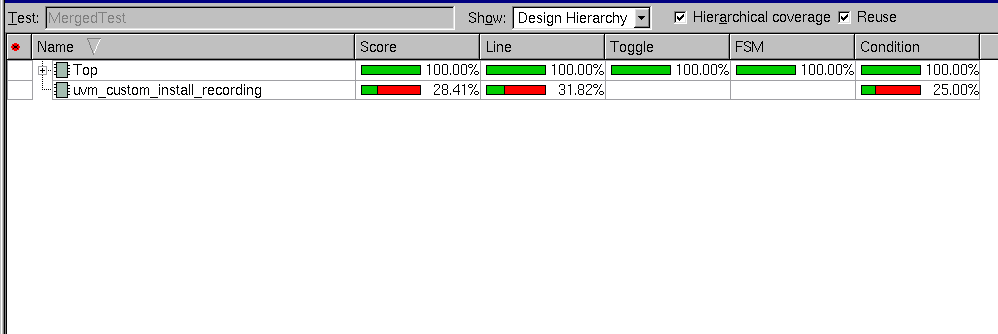 Test: MergedTest Show: Design Hierarchy Hierarchical coverage Reuse
Name Score Line Toggle FSM Condition
Top 100.00% 100.00% 100.00% 100.00% 100.00%
uvm_custom_install_recording 28.41% 31.82% 25.00%